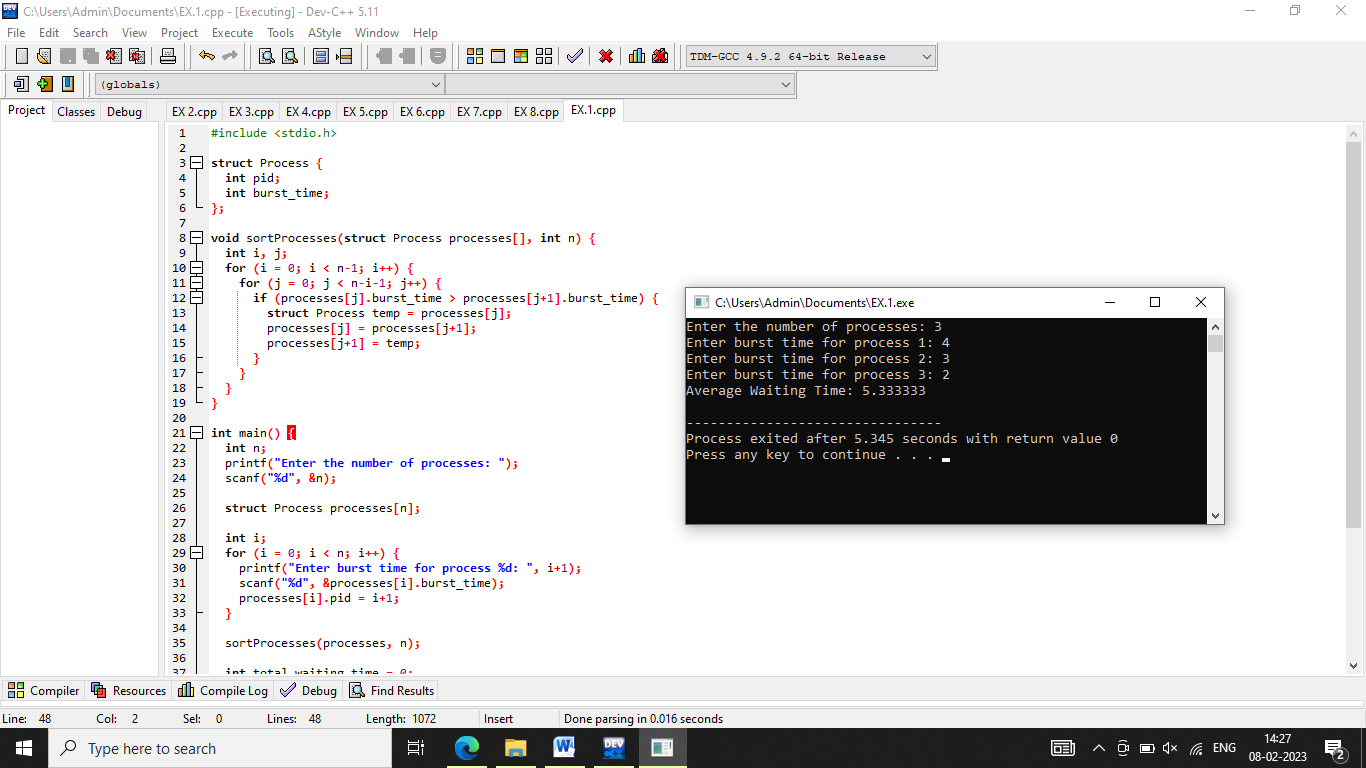 C:\Users\Admin\Documents\EX.1.cpp - [Executing] - Dev-C++ 5.11
File Edit Search View Project Execute Tools AStyle Window Help
TDM-GCC 4.9.2 64-bit Release
(globals)
Project Classes Debug
EX 2.cpp EX 3.cpp EX 4.cpp EX 5.cpp EX 6.cpp EX 7.cpp EX 8.cpp EX.1.cpp
1 #include <stdio.h>
2
3 struct Process {
4 int pid;
5 int burst_time;
6 };
7
8 void sortProcesses(struct Process processes[], int n) {
9 int i, j;
10 for (i = 0; i < n-1; i++) {
11 for (j = 0; j < n-i-1; j++) {
12 if (processes[j].burst_time > processes[j+1].burst_time) {
13 struct Process temp = processes[j];
14 processes[j] = processes[j+1];
15 processes[j+1] = temp;
16 }
17 }
18 }
19 }
20
21 int main() {
22 int n;
23 printf("Enter the number of processes: ");
24 scanf("%d", &n);
25
26 struct Process processes[n];
27
28 int i;
29 for (i = 0; i < n; i++) {
30 printf("Enter burst time for process %d: ", i+1);
31 scanf("%d", &processes[i].burst_time);
32 processes[i].pid = i+1;
33 }
34
35 sortProcesses(processes, n);
36
37 int total_waiting_time = 0;
C:\Users\Admin\Documents\EX.1.exe
Enter the number of processes: 3
Enter burst time for process 1: 4
Enter burst time for process 2: 3
Enter burst time for process 3: 2
Average Waiting Time: 5.333333
--------------------------------
Process exited after 5.345 seconds with return value 0
Press any key to continue . . .
Compiler Resources Compile Log Debug Find Results
Line: 48 Col: 2 Sel: 0 Lines: 48 Length: 1072 Insert Done parsing in 0.016 seconds
Type here to search
DEV
ENG
14:27
08-02-2023
2